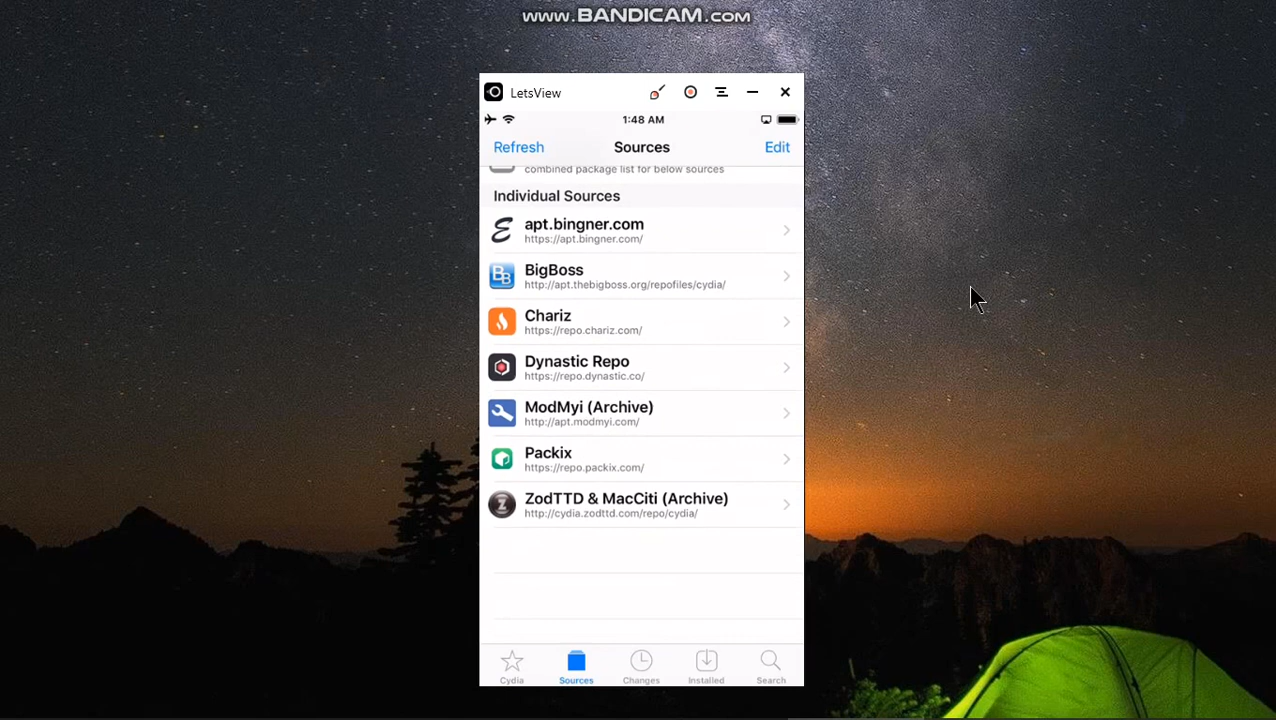 www.BANDICAM.com
LetsView
1:48 AM
Refresh
Sources
Edit
combined package list for below sources
Individual Sources
apt.bingner.com
https://apt.bingner.com/
BigBoss
http://apt.thebigboss.org/repofiles/cydia/
Chariz
https://repo.chariz.com/
Dynastic Repo
https://repo.dynastic.co/
ModMyi (Archive)
http://apt.modmyi.com/
Packix
https://repo.packix.com/
ZodTTD & MacCiti (Archive)
http://cydia.zodttd.com/repo/cydia/
Cydia
Sources
Changes
Installed
Search